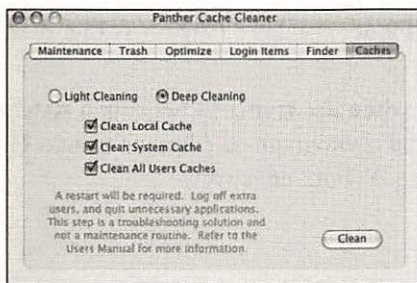 Panther Cache Cleaner
Maintenance Trash Optimize Login Items Finder Caches
Light Cleaning Deep Cleaning
Clean Local Cache
Clean System Cache
Clean All Users Caches
A restart will be required. Log off extra
users, and quit unnecessary applications.
This step is a troubleshooting solution and
not a maintenance routine. Refer to the
Users Manual for more information.
Clean